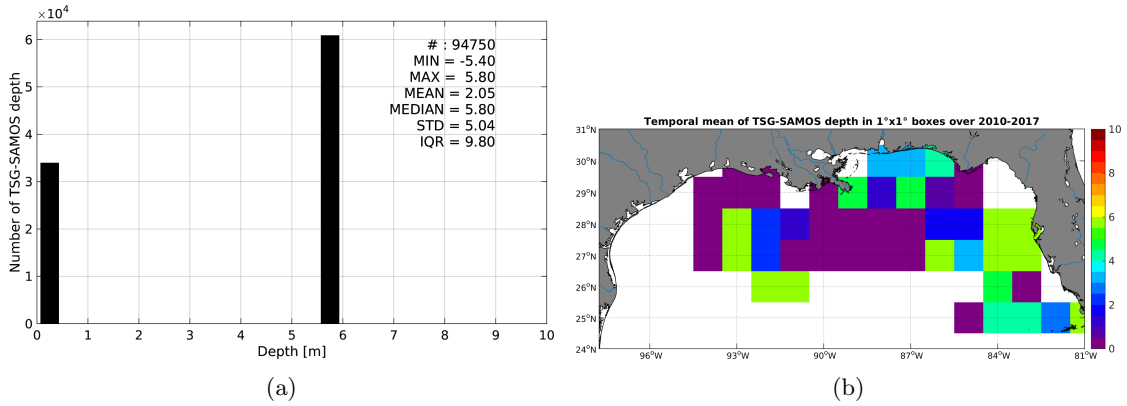 ×10⁴
6
5
4
3
2
1
0
Number of TSG-SAMOS depth
# : 94750
MIN = -5.40
MAX = 5.80
MEAN = 2.05
MEDIAN = 5.80
STD = 5.04
IQR = 9.80
0 1 2 3 4 5 6 7 8 9 10
Depth [m]
(a)
Temporal mean of TSG-SAMOS depth in 1°x1° boxes over 2010-2017
31°N
30°N
29°N
28°N
27°N
26°N
25°N
24°N
96°W 93°W 90°W 87°W 84°W 81°W
10
8
6
4
2
0
(b)